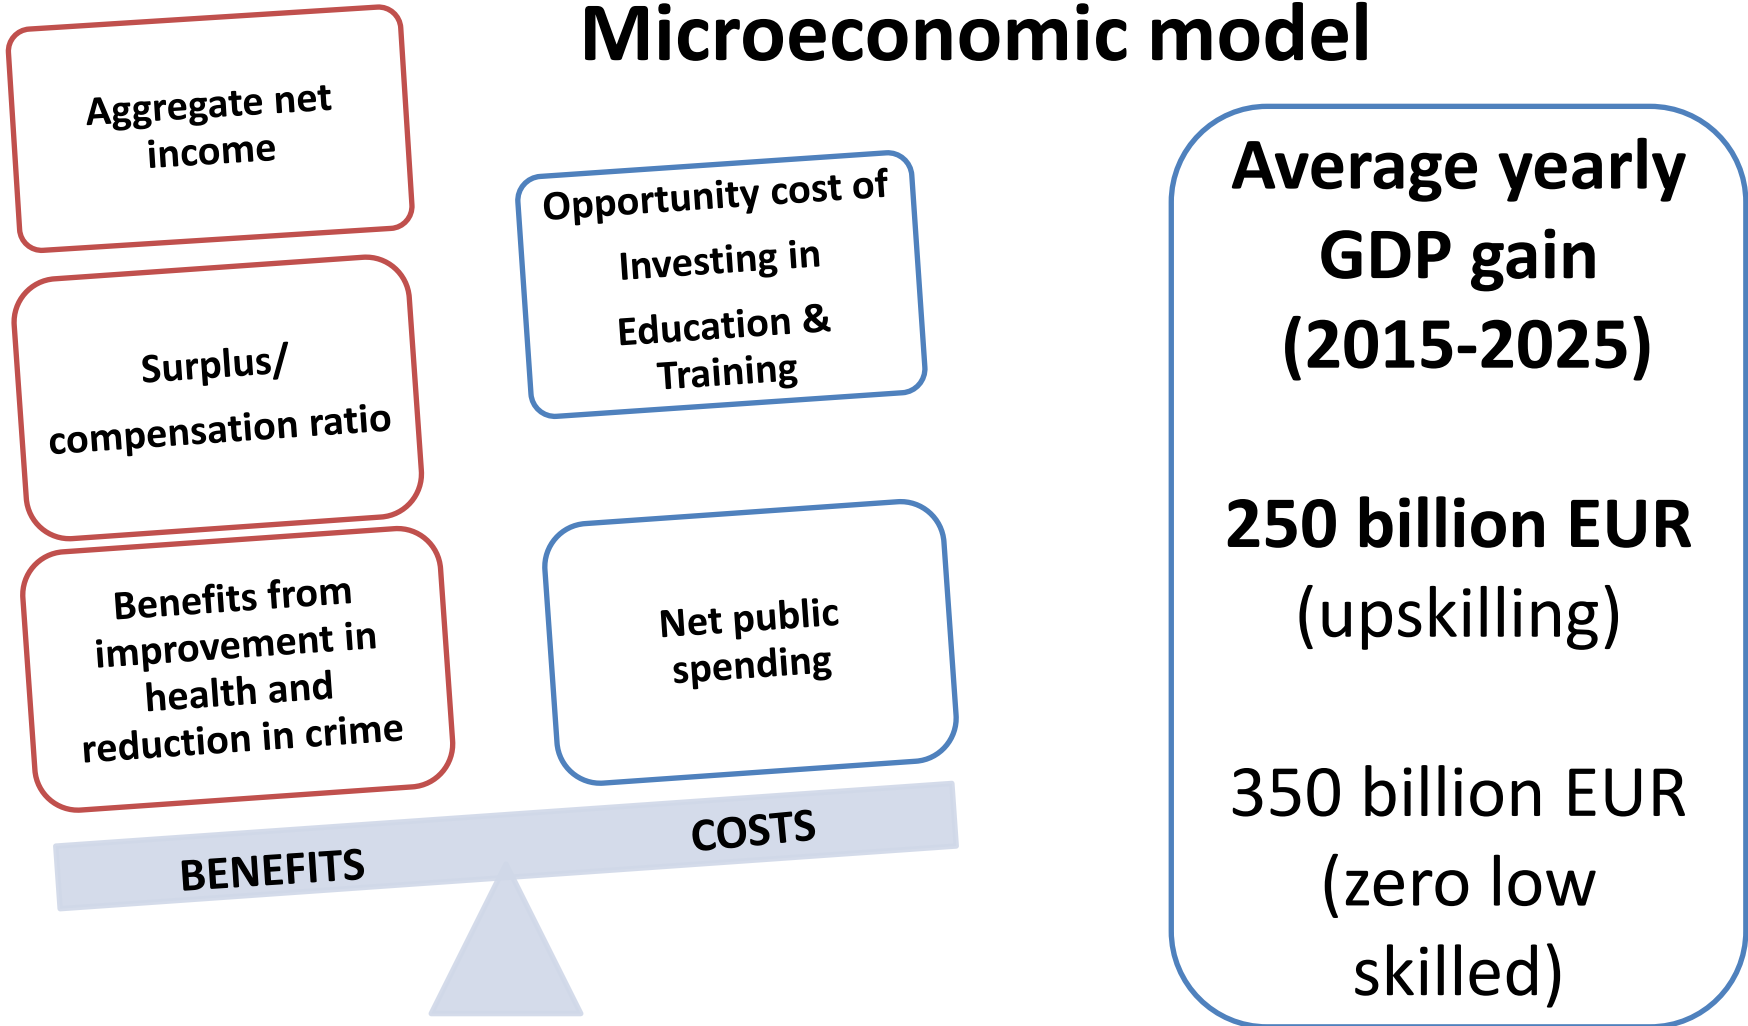 Microeconomic model
Aggregate net
income
Surplus/
compensation ratio
Benefits from
improvement in
health and
reduction in crime
BENEFITS
Opportunity cost of
Investing in
Education &
Training
Net public
spending
COSTS
Average yearly
GDP gain
(2015-2025)
250 billion EUR
(upskilling)
350 billion EUR
(zero low
skilled)